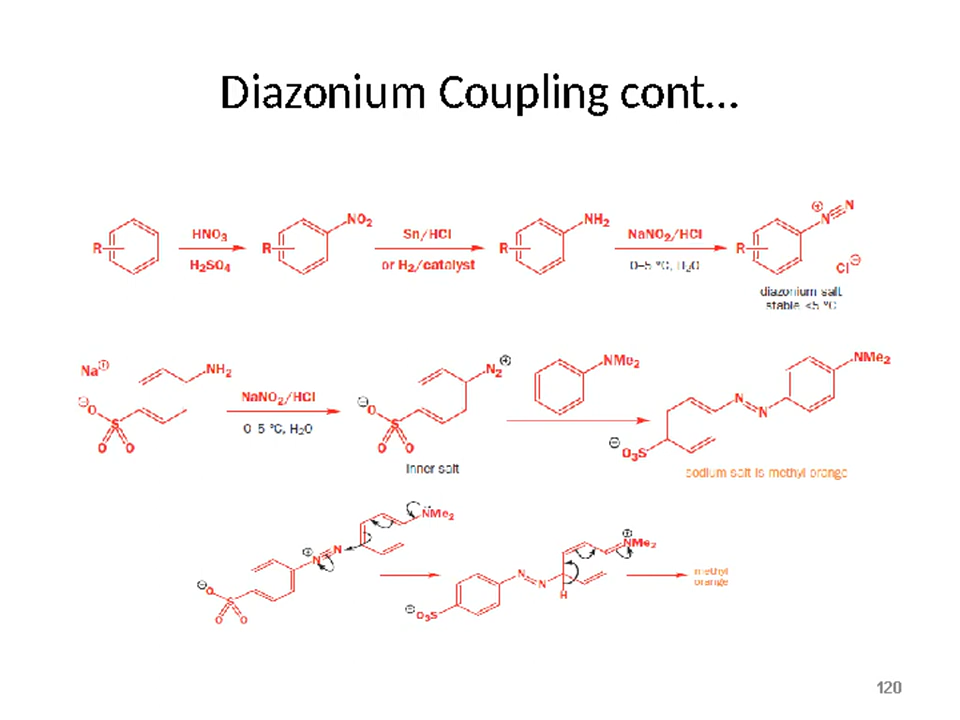 Diazonium Coupling cont...
R HNO3 H2SO4 R NO2 Sn/HCl or H2/catalyst R NH2 NaNO2/HCl 0–5 °C, H2O R ⊕ N N Cl ⊖
diazonium salt
stable <5 °C
Na ⊕ NH2 ⊖ O S O O NaNO2/HCl 0–5 °C, H2O ⊖ O S O O N2 ⊕ NMe2 ⊖ O3S N N NMe2
inner salt
sodium salt is methyl orange
⊖ O S O O ⊕ N N NMe2 ⊖ O3S N N H ⊕ NMe2
methyl
orange
120